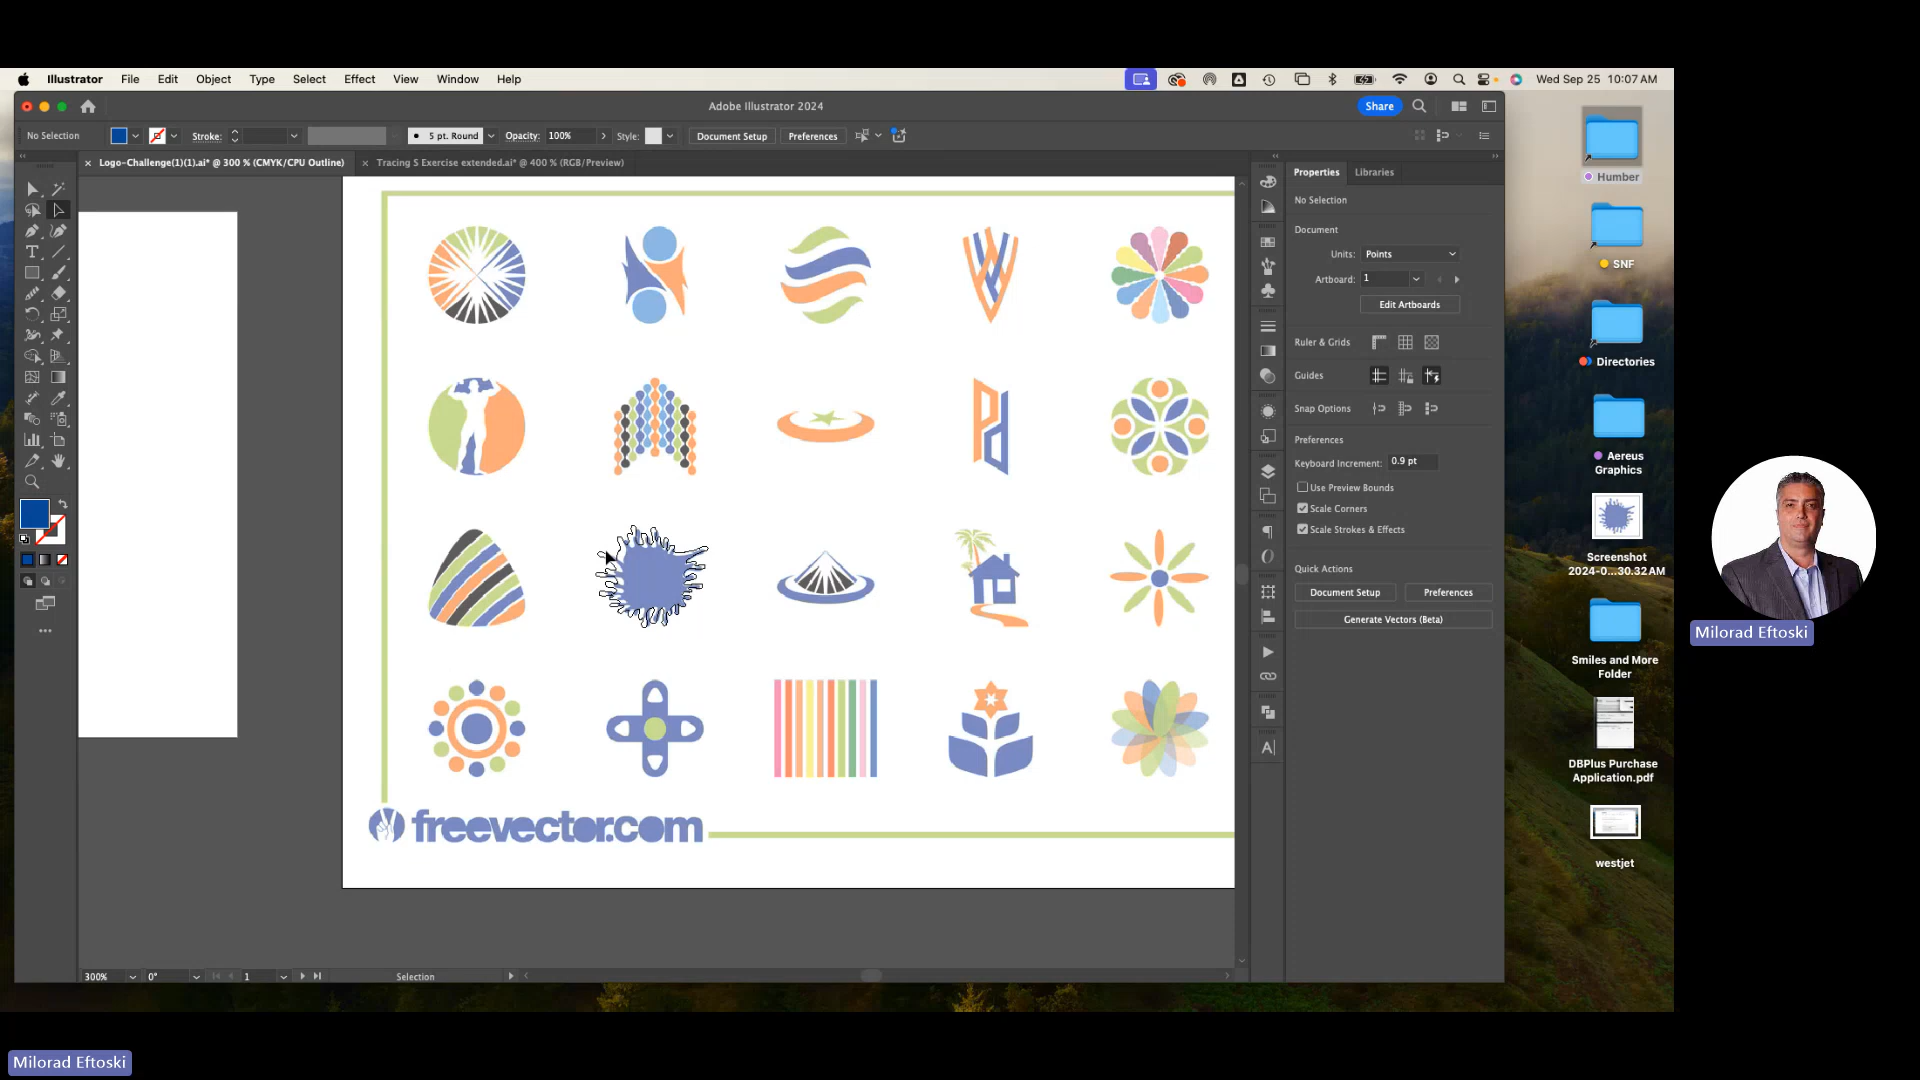 Illustrator File Edit Object Type Select Effect View Window Help
Wed Sep 25 10:07 AM
Adobe Illustrator 2024
Share
No Selection
Stroke:
5 pt. Round
Opacity: 100%
Style:
Document Setup
Preferences
Logo-Challenge(1)(1).ai* @ 300 % (CMYK/CPU Outline)
Tracing S Exercise extended.ai* @ 400 % (RGB/Preview)
Properties
Libraries
No Selection
Document
Units: Points
Artboard: 1
Edit Artboards
Ruler & Grids
Guides
Snap Options
Preferences
Keyboard Increment: 0.9 pt
Use Preview Bounds
Scale Corners
Scale Strokes & Effects
Quick Actions
Document Setup
Preferences
Generate Vectors (Beta)
freevector.com
300%
0°
1
Selection
Humber
SNF
Directories
Aereus
Graphics
Screenshot
2024-0...30.32 AM
Smiles and More
Folder
DBPlus Purchase
Application.pdf
westjet
Milorad Eftoski
Milorad Eftoski